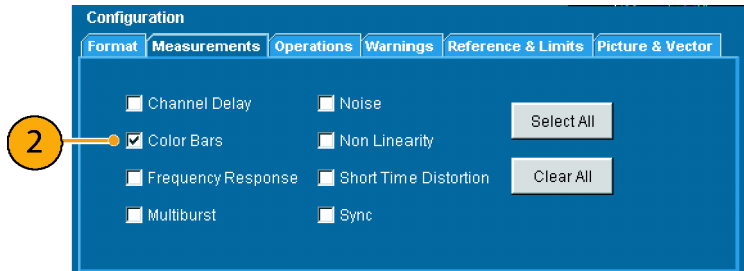 Configuration
Format Measurements Operations Warnings Reference & Limits Picture & Vector
Channel Delay Noise
Select All
2 Color Bars Non Linearity
Frequency Response Short Time Distortion Clear All
Multiburst Sync